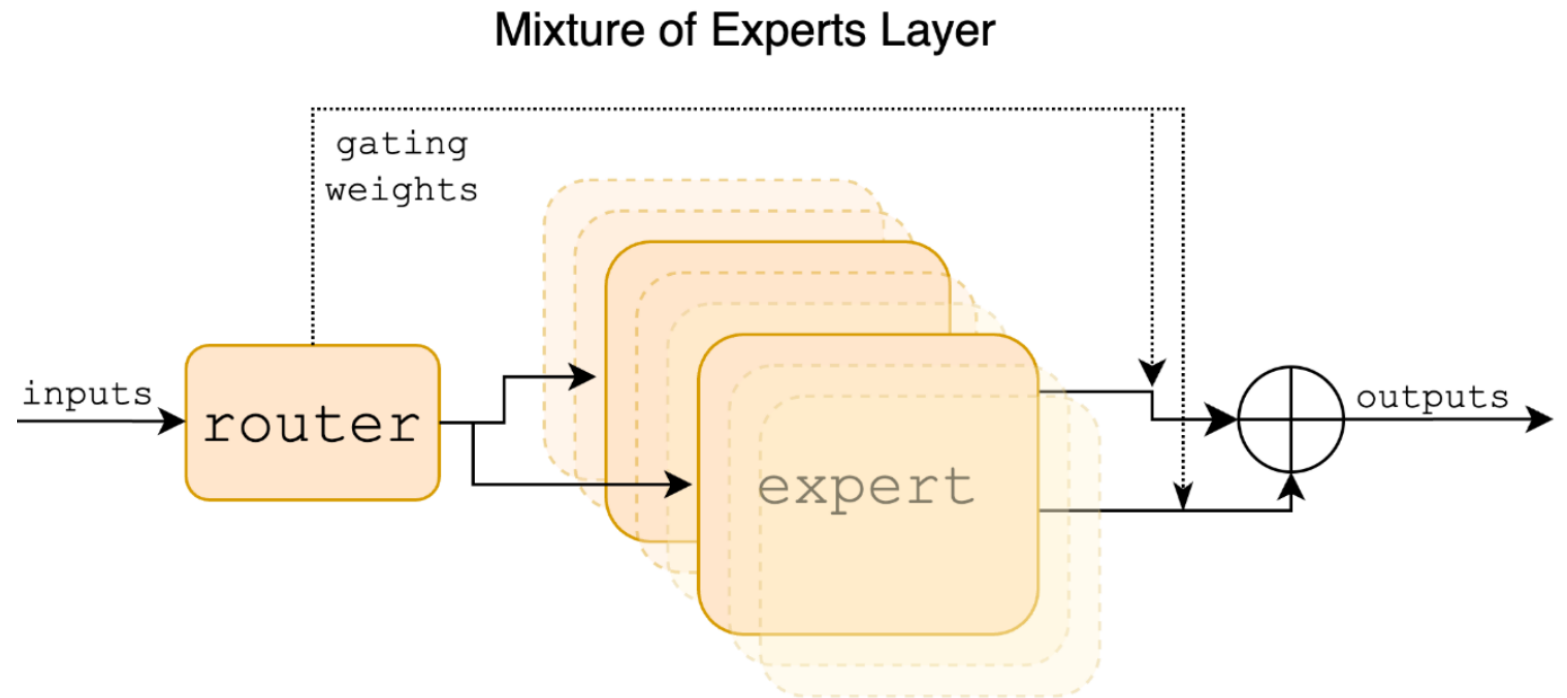 Mixture of Experts Layer
gating
weights
inputs
router
expert
outputs